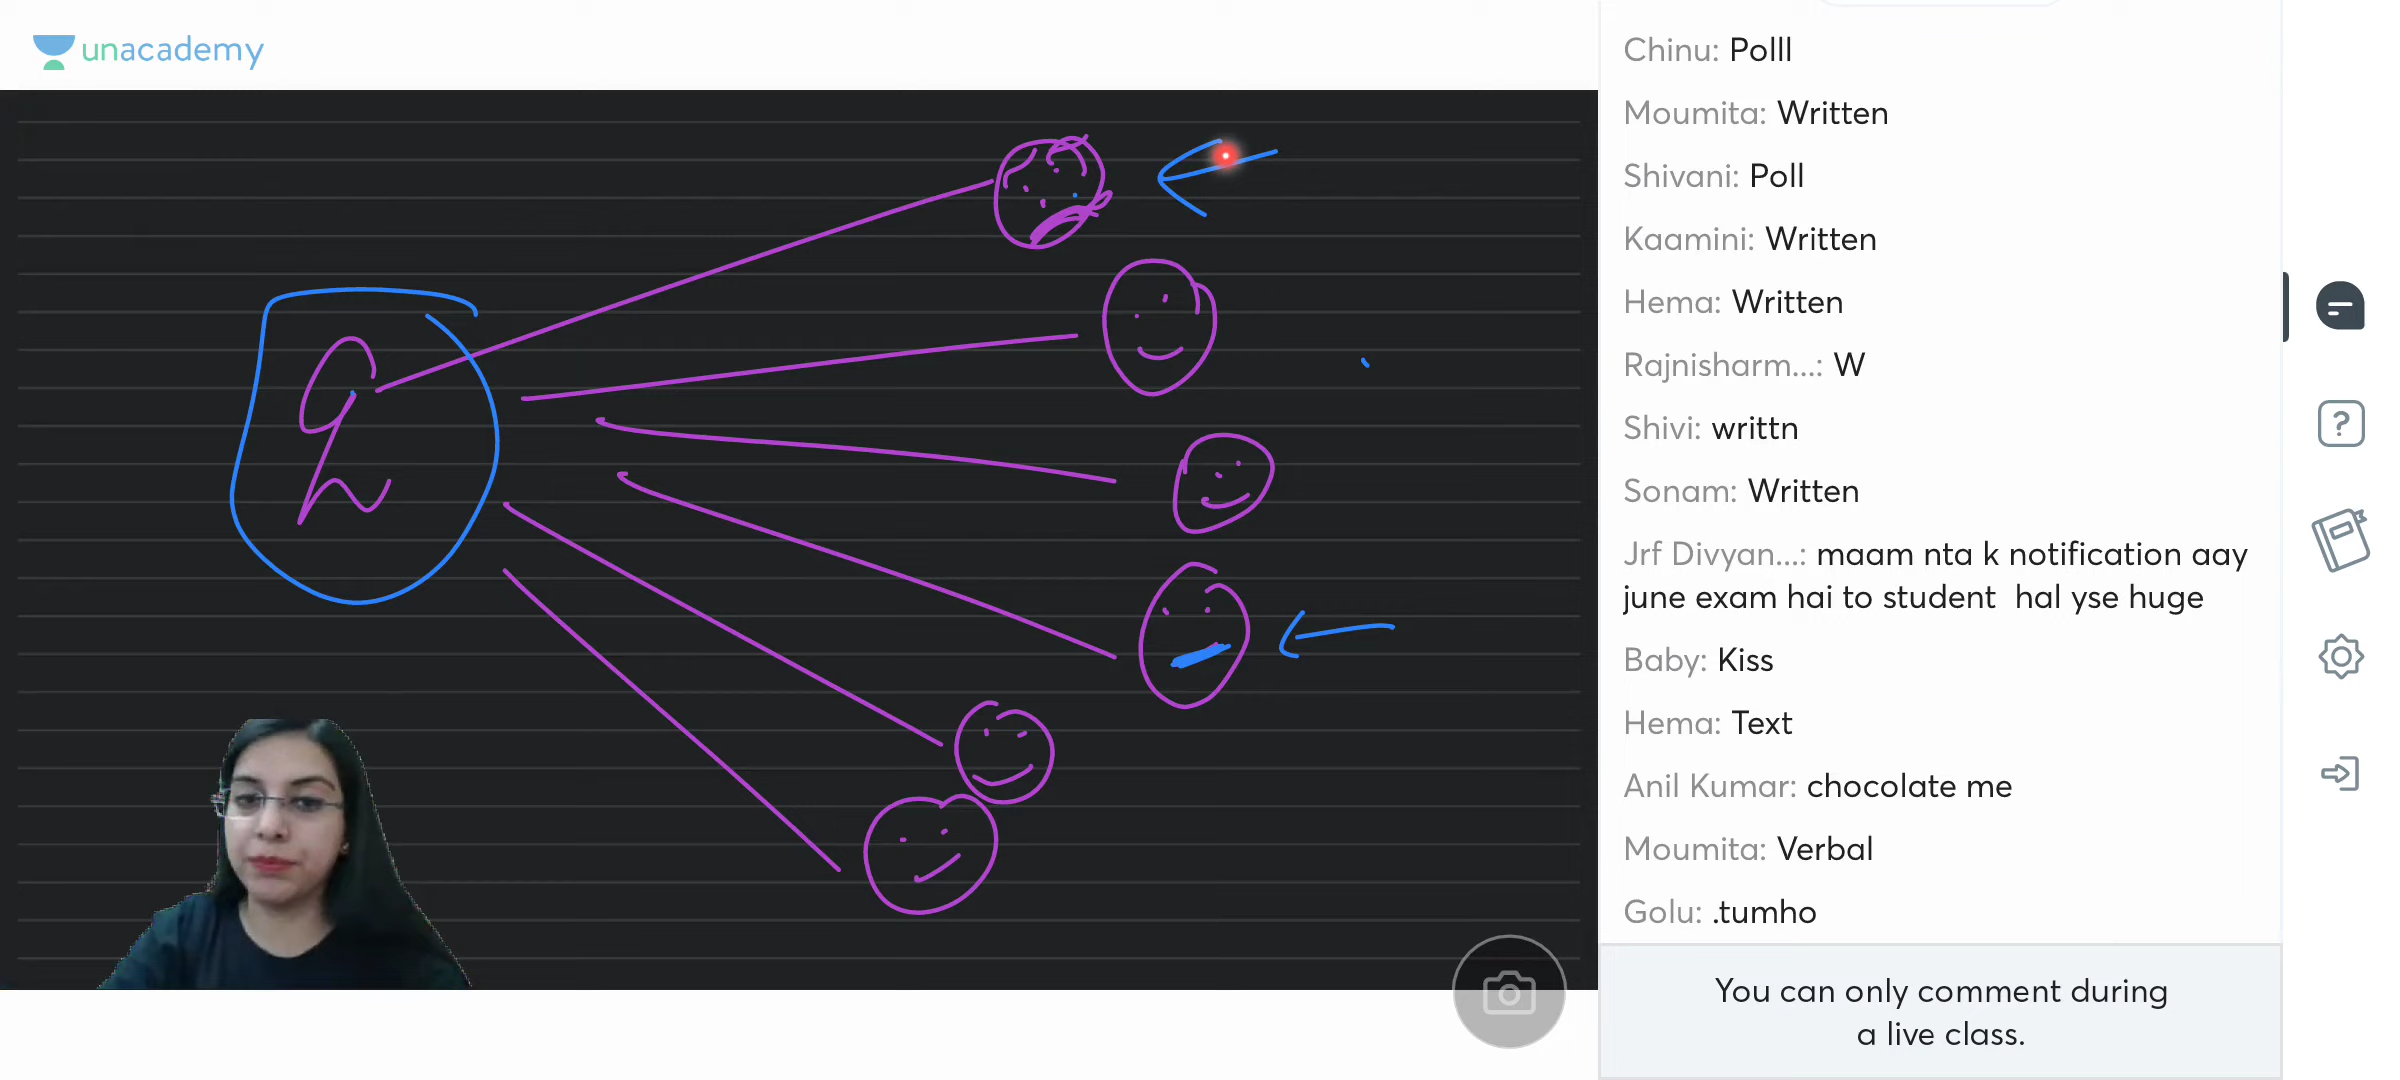 unacademy
Chinu: Polll
Moumita: Written
Shivani: Poll
Kaamini: Written
Hema: Written
Rajnisharm...: W
Shivi: writtn
Sonam: Written
Jrf Divyan...: maam nta k notification aay
june exam hai to student hal yse huge
Baby: Kiss
Hema: Text
Anil Kumar: chocolate me
Moumita: Verbal
Golu: .tumho
You can only comment during
a live class.
?